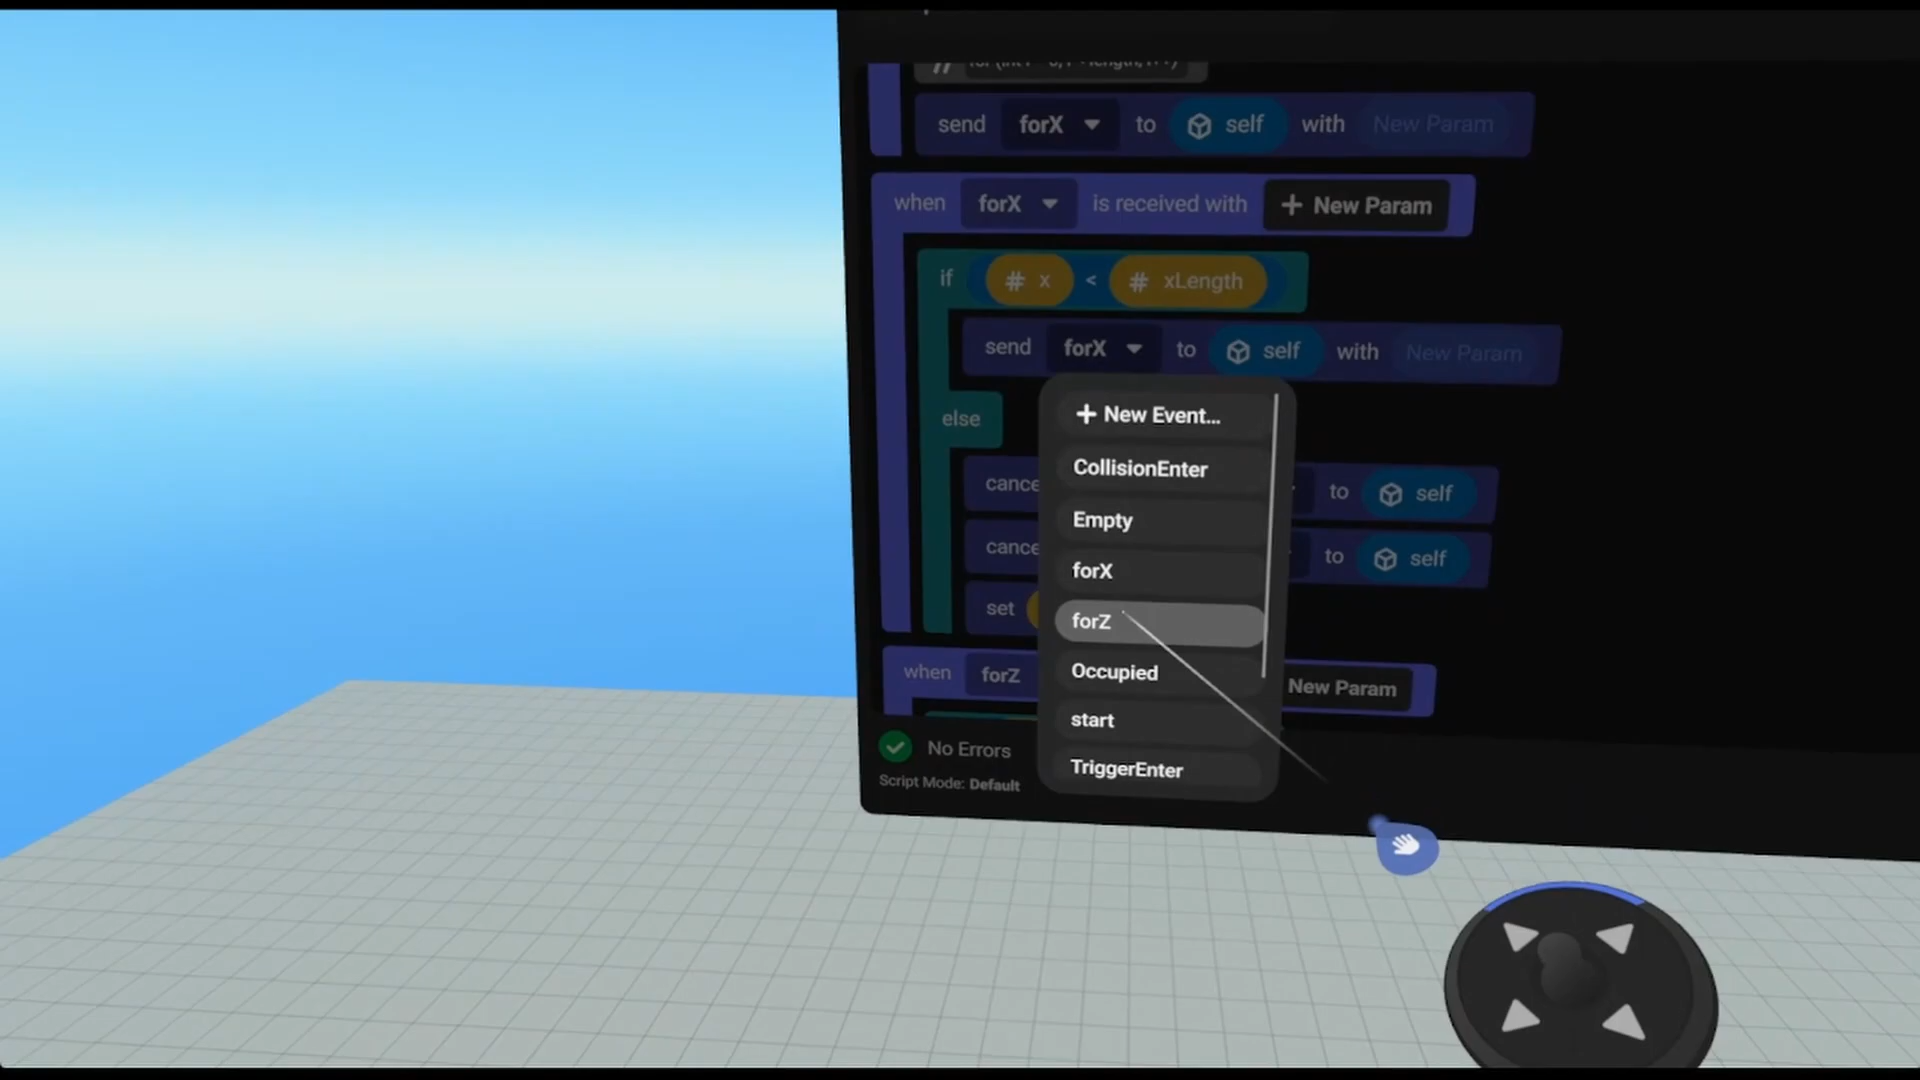 send forX to self with New Param
when forX is received with + New Param
if # x < # xLength
send forX to self with New Param
+ New Event...
else
CollisionEnter
to self
Empty
to self
forX
set
forZ
when forZ New Param
Occupied
start
No Errors
TriggerEnter
Script Mode: Default